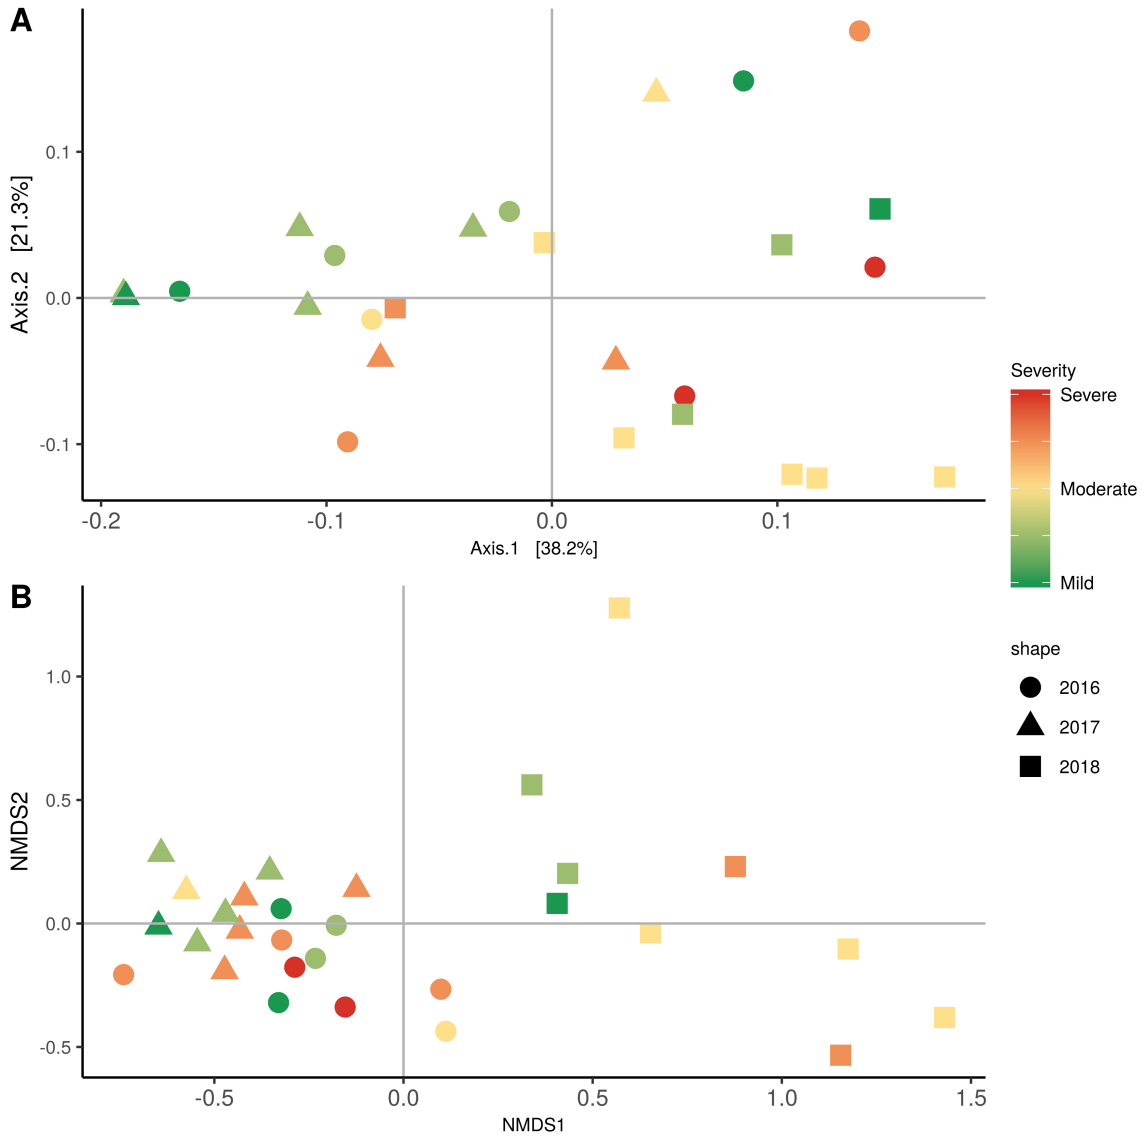 A
0.1
0.0
-0.1
Axis.2 [21.3%]
-0.2 -0.1 0.0 0.1
Axis.1 [38.2%]
Severity
Severe
Moderate
Mild
shape
2016
2017
2018
B
1.0
0.5
0.0
-0.5
NMDS2
-0.5 0.0 0.5 1.0 1.5
NMDS1